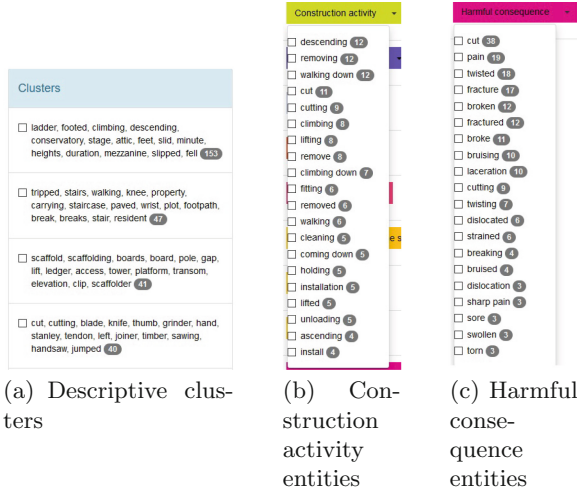 Clusters
ladder, footed, climbing, descending,
conservatory, stage, attic, feet, slid, minute,
heights, duration, mezzanine, slipped, fell 153
tripped, stairs, walking, knee, property,
carrying, staircase, paved, wrist, plot, footpath,
break, breaks, stair, resident 47
scaffold, scaffolding, boards, board, pole, gap,
lift, ledger, access, tower, platform, transom,
elevation, clip, scaffolder 41
cut, cutting, blade, knife, thumb, grinder, hand,
stanley, tendon, left, joiner, timber, sawing,
handsaw, jumped 40
(a) Descriptive clus-
ters
Construction activity
descending 12
removing 12
walking down 12
cut 11
cutting 9
climbing 8
lifting 8
remove 8
climbing down 7
fitting 6
removed 6
walking 6
cleaning 5
coming down 5
holding 5
installation 5
lifted 5
unloading 5
ascending 4
install 4
e s
(b) Con-
struction
activity
entities
Harmful consequence
cut 38
pain 19
twisted 18
fracture 17
broken 12
fractured 12
broke 11
bruising 10
laceration 10
cutting 9
twisting 7
dislocated 6
strained 6
breaking 4
bruised 4
dislocation 3
sharp pain 3
sore 3
swollen 3
torn 3
(c) Harmful
conse-
quence
entities